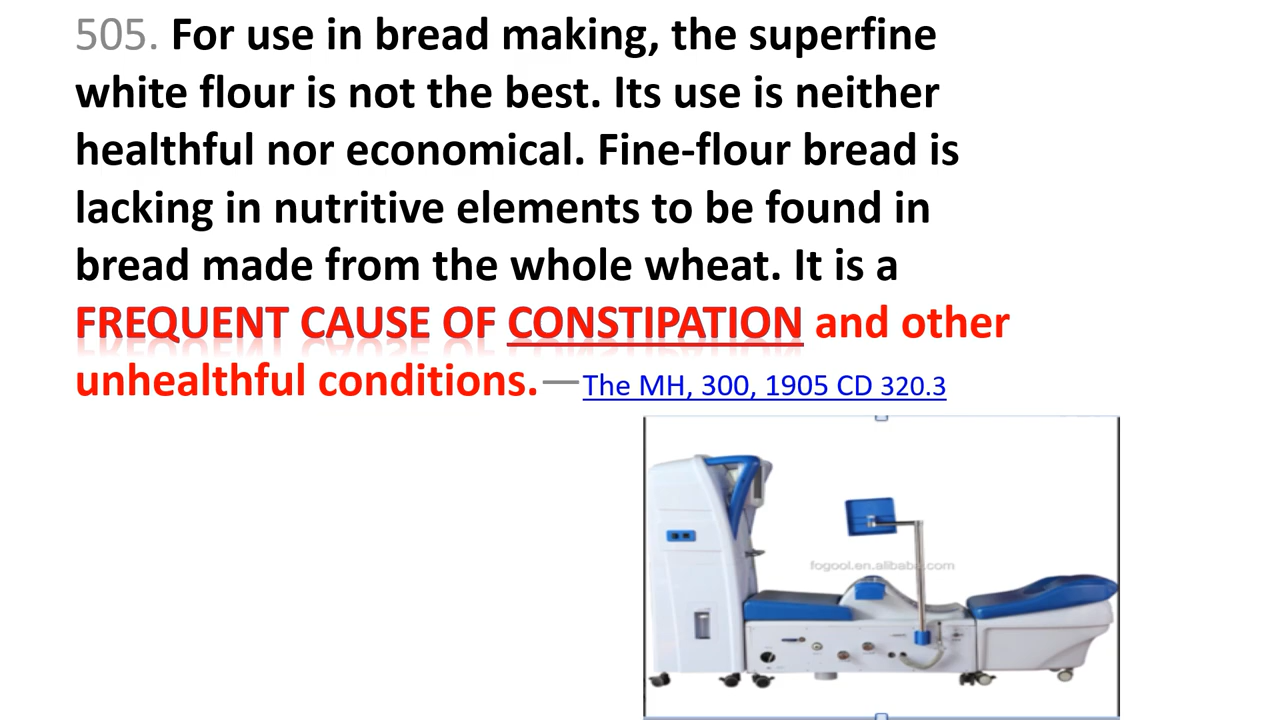 505. For use in bread making, the superfine
white flour is not the best. Its use is neither
healthful nor economical. Fine-flour bread is
lacking in nutritive elements to be found in
bread made from the whole wheat. It is a
FREQUENT CAUSE OF CONSTIPATION and other
unhealthful conditions.—The MH, 300, 1905 CD 320.3
fogool.en.alibaba.com